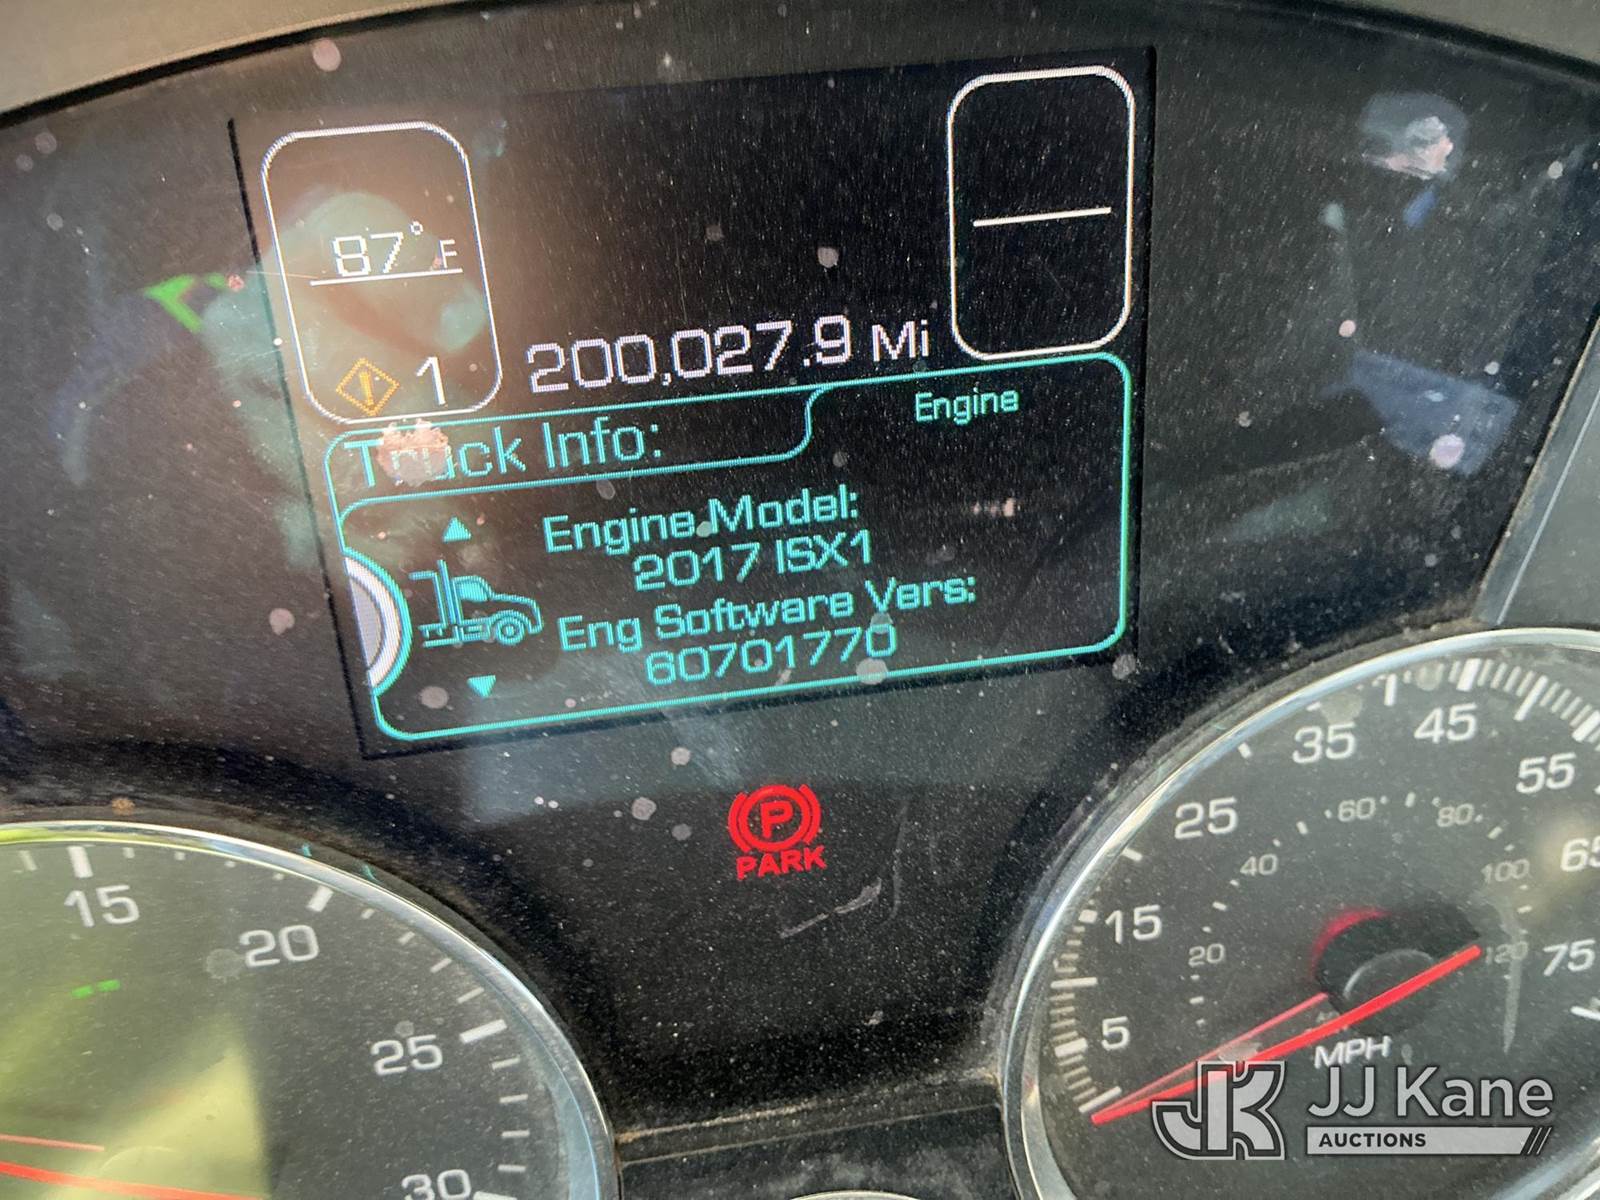 87° F
1
200,027.9 Mi
Truck Info:
Engine
Engine Model:
2017 ISX1
Eng Software Vers:
60701770
P
PARK
15
20
25
30
5
15
25
35
45
55
65
75
20
40
60
80
100
120
MPH
JK
JJ Kane
AUCTIONS